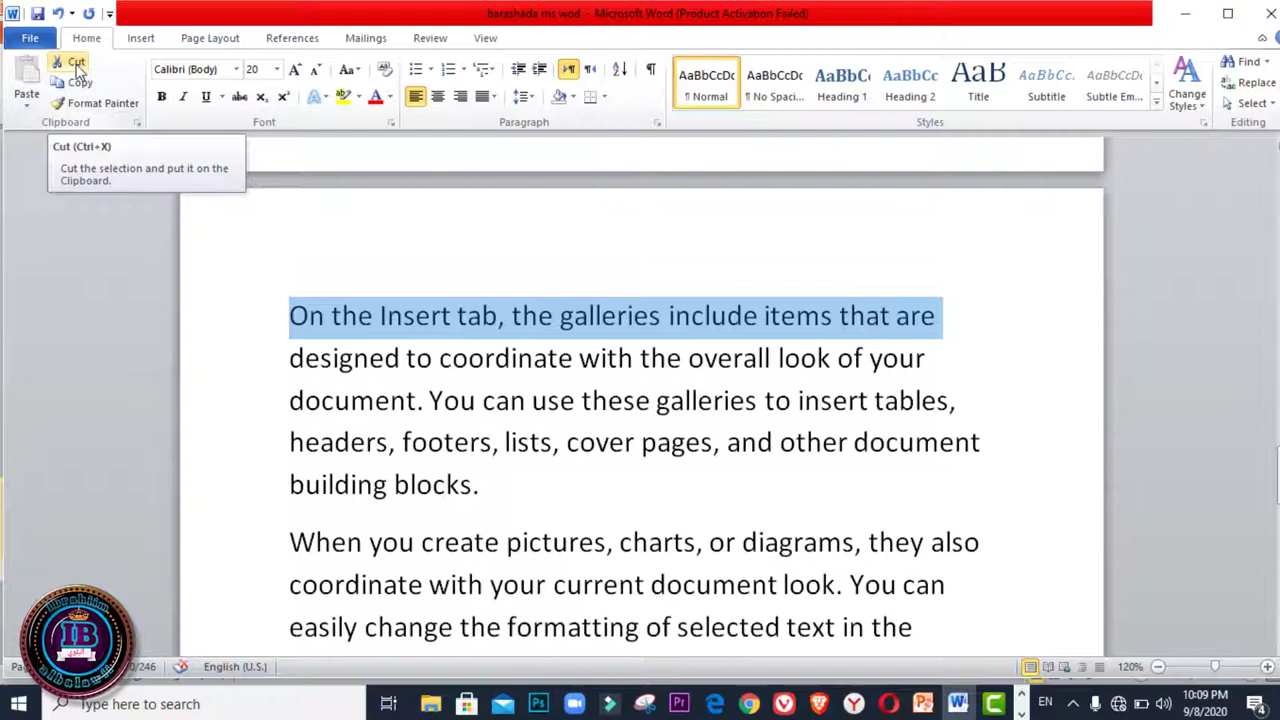 barashada ms wod - Microsoft Word (Product Activation Failed)
File Home Insert Page Layout References Mailings Review View
Cut
Copy
Format Painter
Paste
Clipboard
Calibri (Body) 20
Font
Paragraph
AaBbCcDc AaBbCcDc AaBbCc AaBbCc AaB AaBbCc AaBbCcDc
¶ Normal ¶ No Spaci... Heading 1 Heading 2 Title Subtitle Subtle Em...
Styles
Change
Styles
Find
Replace
Select
Editing
Cut (Ctrl+X)
Cut the selection and put it on the
Clipboard.
On the Insert tab, the galleries include items that are
designed to coordinate with the overall look of your
document. You can use these galleries to insert tables,
headers, footers, lists, cover pages, and other document
building blocks.
When you create pictures, charts, or diagrams, they also
coordinate with your current document look. You can
easily change the formatting of selected text in the
IB
0/246 English (U.S.) 120%
Type here to search
EN
10:09 PM
9/8/2020
4